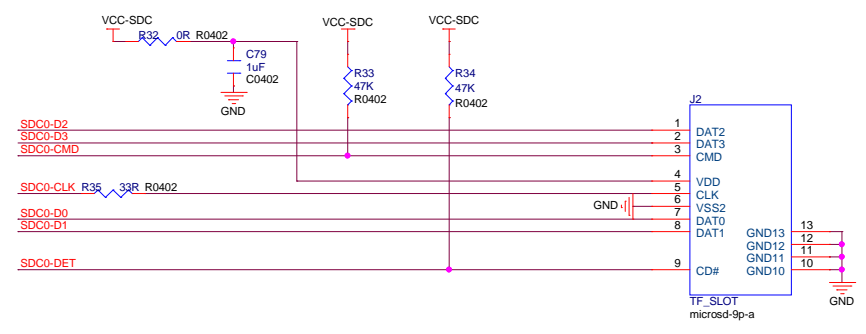 VCC-SDC
VCC-SDC
VCC-SDC
R32 0R R0402
C79
1uF
C0402
GND
R33
47K
R0402
R34
47K
R0402
J2
SDC0-D2 1 DAT2
SDC0-D3 2 DAT3
SDC0-CMD 3 CMD
4 VDD
SDC0-CLK R35 33R R0402 5 CLK
GND 6 VSS2
SDC0-D0 7 DAT0
SDC0-D1 8 DAT1
GND13 13
GND12 12
GND11 11
GND10 10
SDC0-DET 9 CD#
GND
TF_SLOT
microsd-9p-a